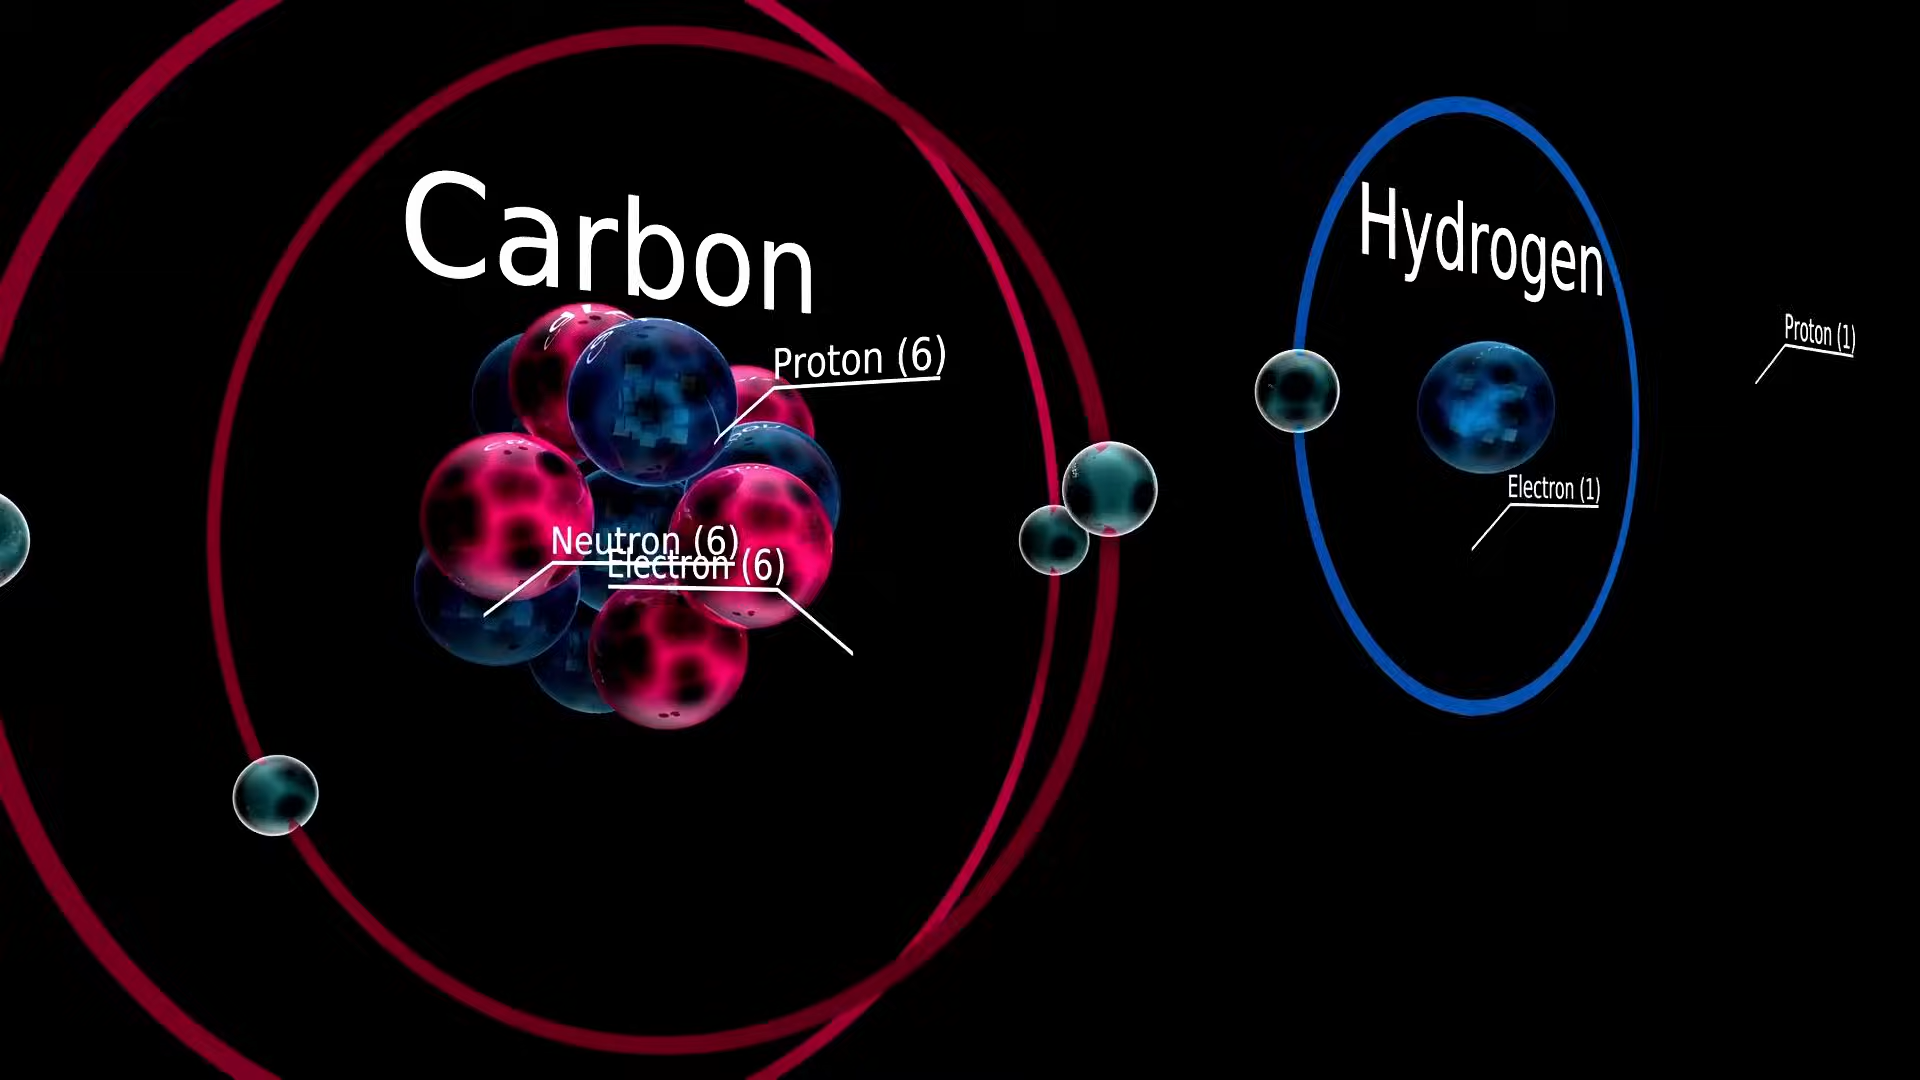 Carbon
Proton (6)
Neutron (6)
Electron (6)
Hydrogen
Proton (1)
Electron (1)